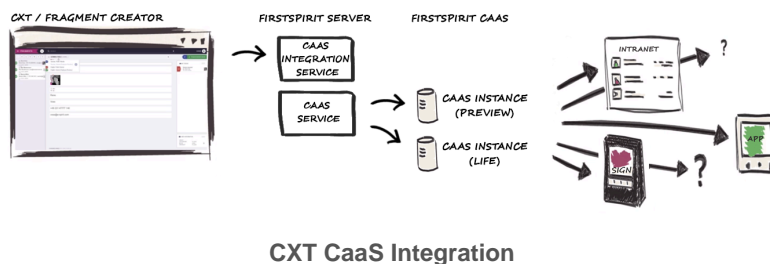 CXT / FRAGMENT CREATOR
FIRSTSPIRIT SERVER
FIRSTSPIRIT CAAS
CAAS
INTEGRATION
SERVICE
CAAS
SERVICE
CAAS INSTANCE
(PREVIEW)
CAAS INSTANCE
(LIFE)
INTRANET
?
APP
SIGN
?
CXT CaaS Integration